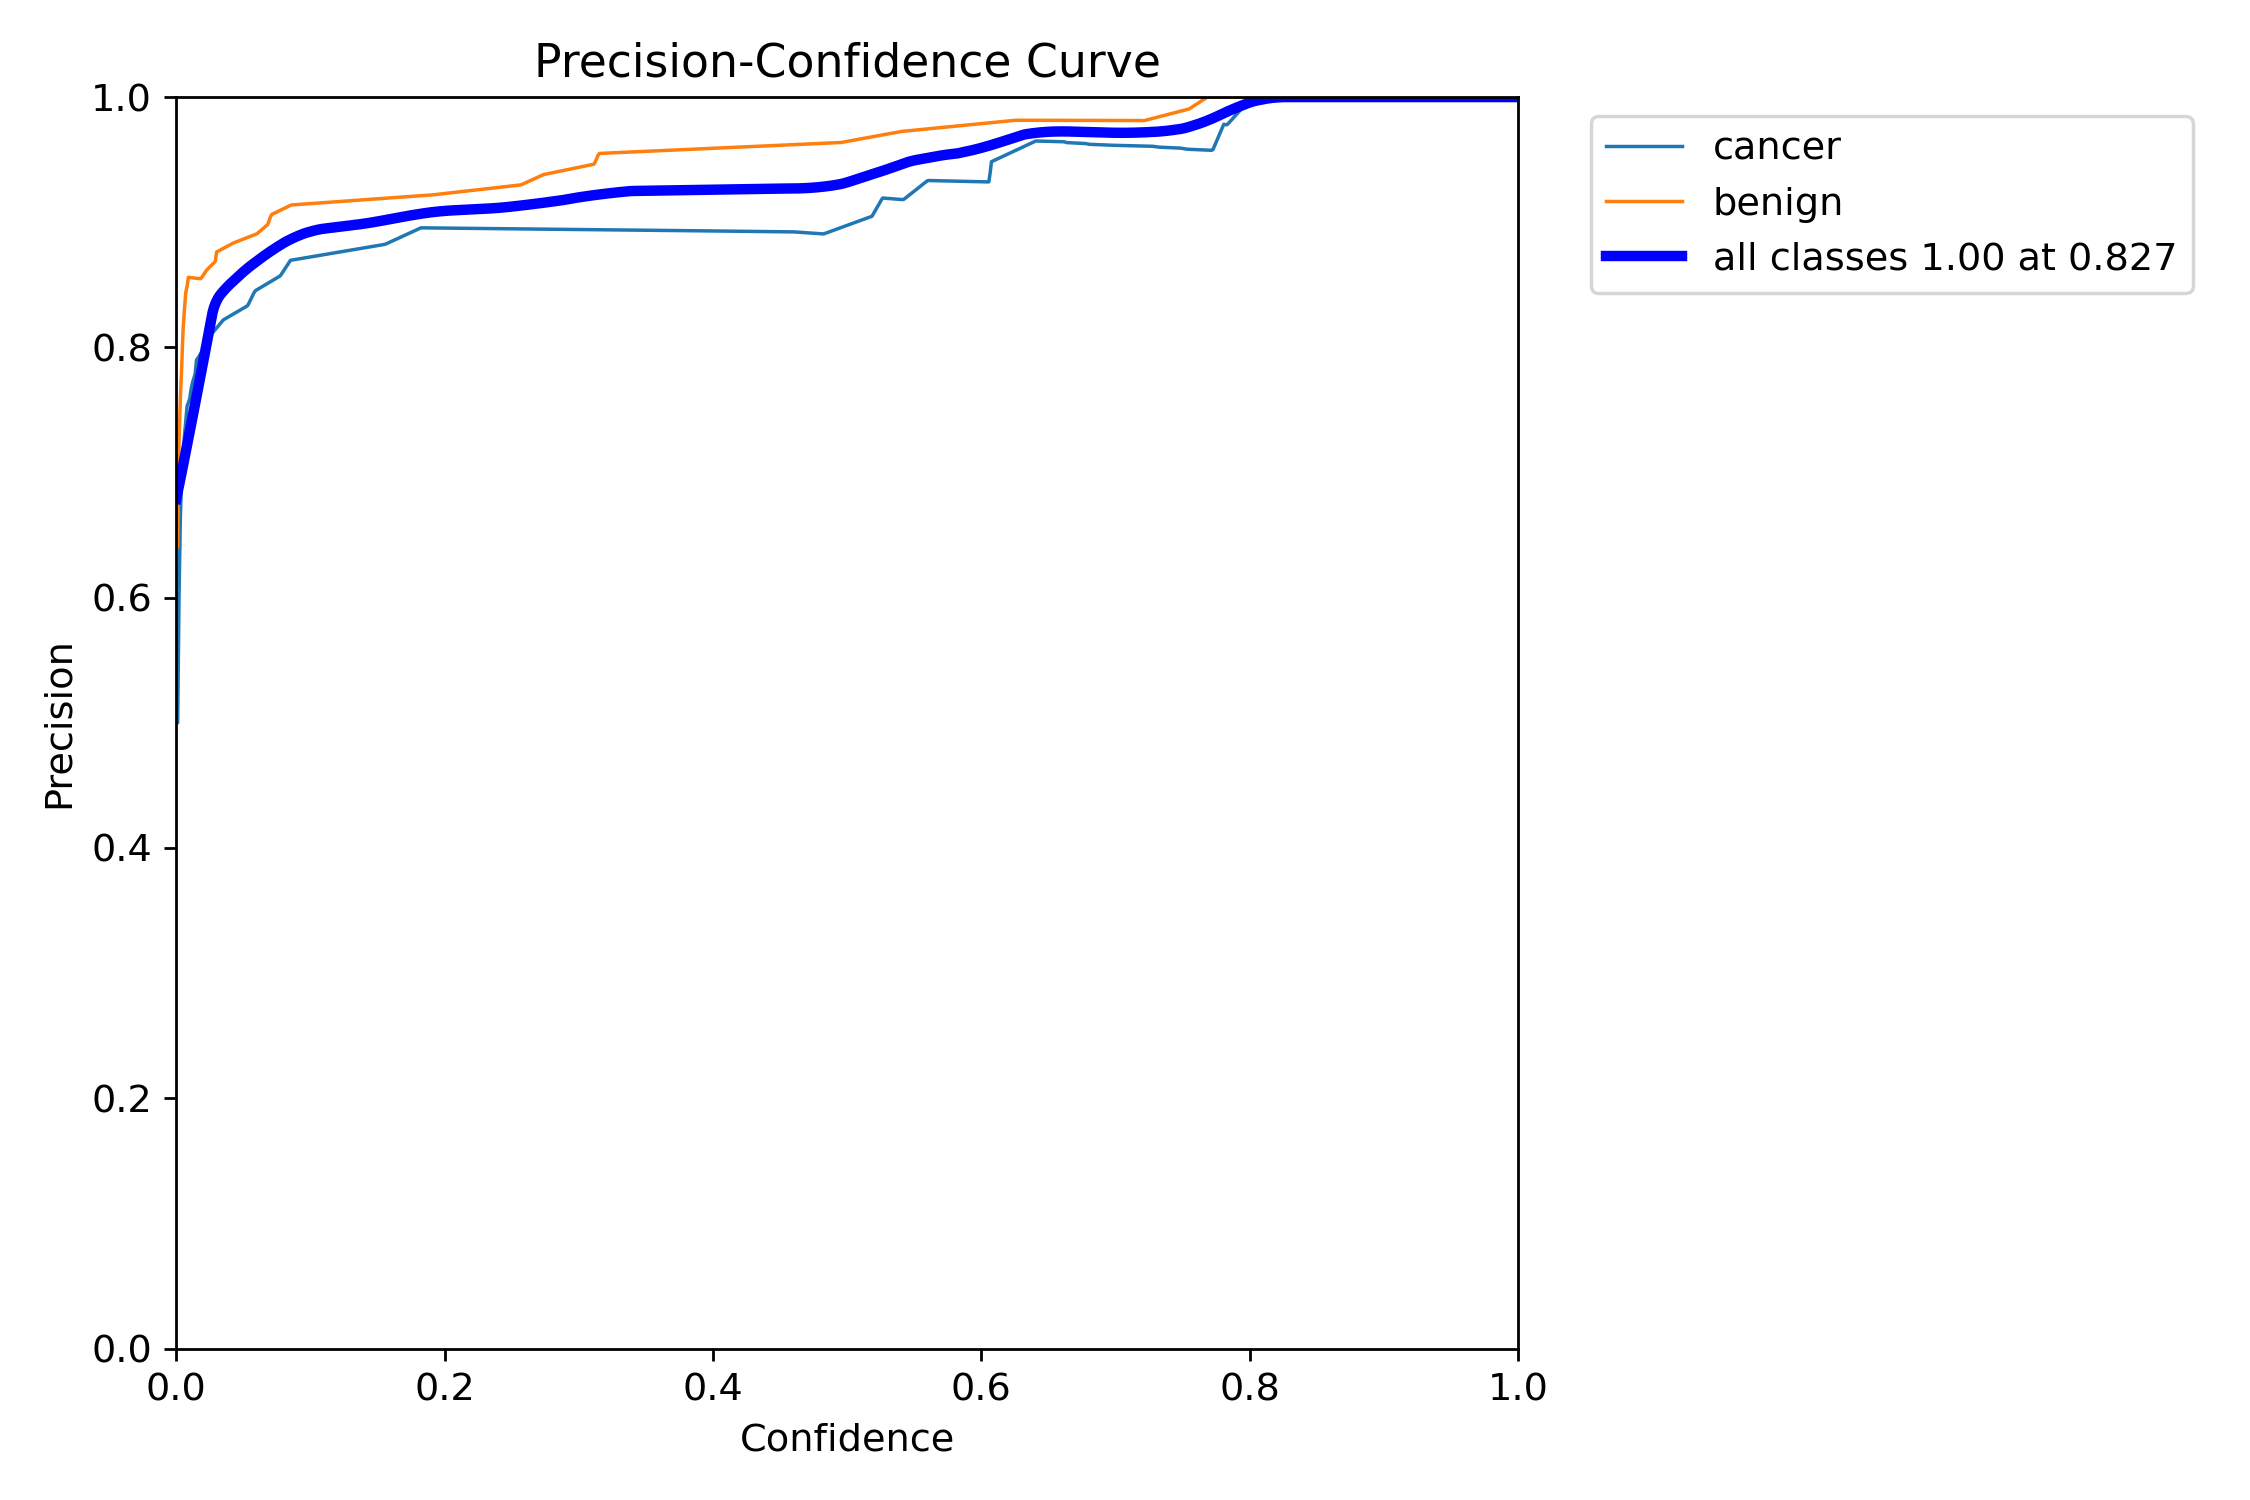 Precision-Confidence Curve
1.0
0.8
0.6
0.4
0.2
0.0
Precision
0.0 0.2 0.4 0.6 0.8 1.0
Confidence
cancer
benign
all classes 1.00 at 0.827